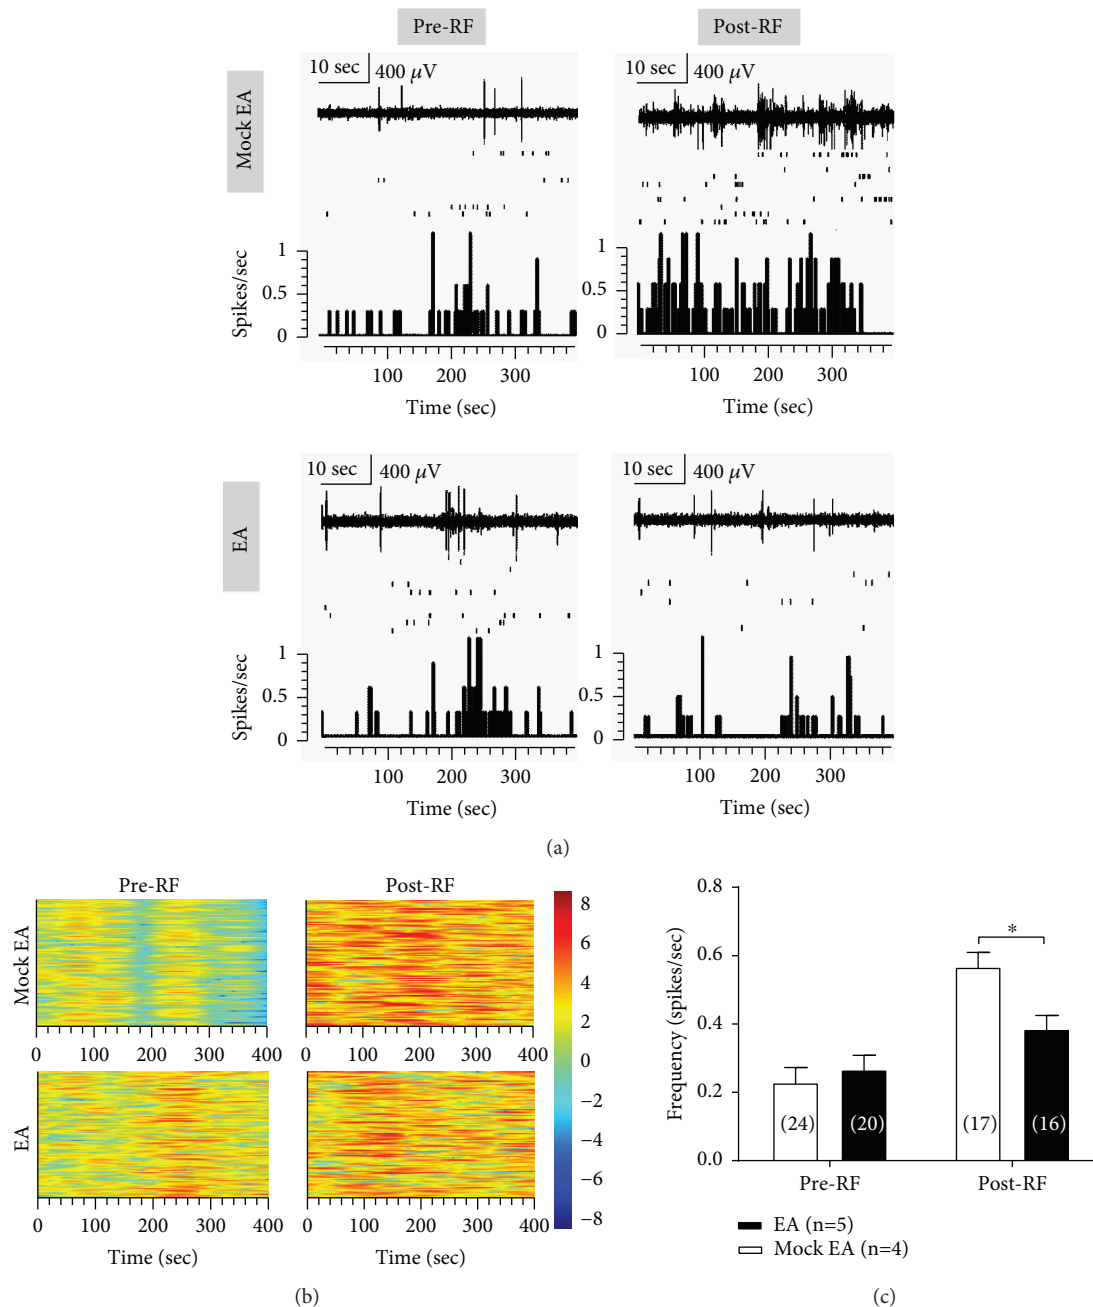 Pre-RF
Post-RF
Mock EA
10 sec
400 μV
10 sec
400 μV
Spikes/sec
1
0.5
0
1
0.5
0
100
200
300
100
200
300
Time (sec)
Time (sec)
EA
10 sec
400 μV
10 sec
400 μV
Spikes/sec
1
0.5
0
1
0.5
0
100
200
300
100
200
300
Time (sec)
Time (sec)
(a)
Pre-RF
Post-RF
Mock EA
0 100 200 300 400
0 100 200 300 400
EA
0 100 200 300 400
0 100 200 300 400
Time (sec)
Time (sec)
8
6
4
2
0
−2
−4
−6
−8
(b)
Frequency (spikes/sec)
0.8
0.6
0.4
0.2
0.0
*
(24)
(20)
(17)
(16)
Pre-RF
Post-RF
EA (n=5)
Mock EA (n=4)
(c)